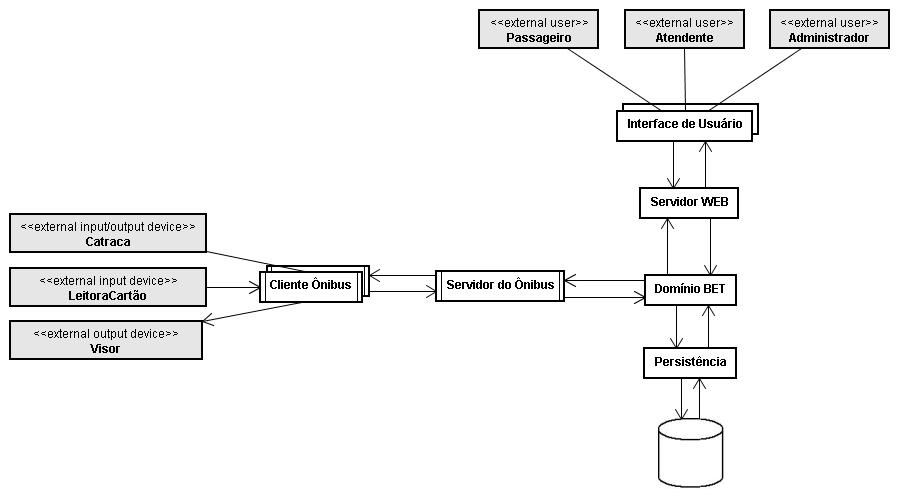 <<external user>>
Passageiro
<<external user>>
Atendente
<<external user>>
Administrador
Interface de Usuário
Servidor WEB
<<external input/output device>>
Catraca
<<external input device>>
LeitoraCartão
<<external output device>>
Visor
Cliente Ônibus
Servidor do Ônibus
Domínio BET
Persistência